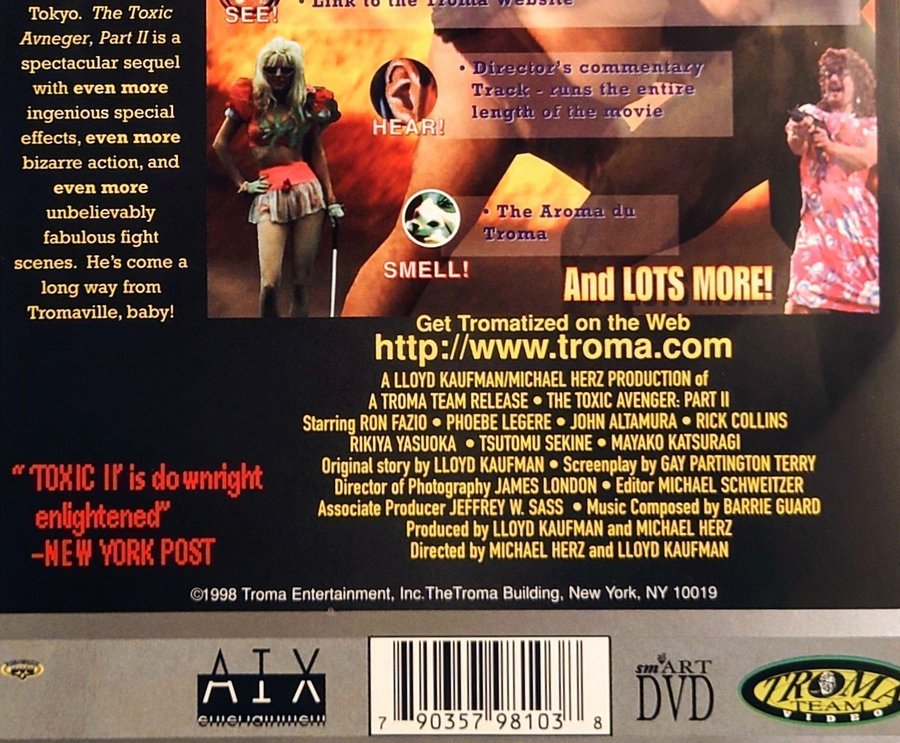 Tokyo. The Toxic
Avneger, Part II is a
spectacular sequel
with even more
ingenious special
effects, even more
bizarre action, and
even more
unbelievably
fabulous fight
scenes. He's come a
long way from
Tromaville, baby!
SEE!
• Link to the Troma website
HEAR!
• Director's commentary
Track - runs the entire
length of the movie
SMELL!
• The Aroma du
Troma
And LOTS MORE!
Get Tromatized on the Web
http://www.troma.com
A LLOYD KAUFMAN/MICHAEL HERZ PRODUCTION of
A TROMA TEAM RELEASE • THE TOXIC AVENGER: PART II
Starring RON FAZIO • PHOEBE LEGERE • JOHN ALTAMURA • RICK COLLINS
RIKIYA YASUOKA • TSUTOMU SEKINE • MAYAKO KATSURAGI
Original story by LLOYD KAUFMAN • Screenplay by GAY PARTINGTON TERRY
Director of Photography JAMES LONDON • Editor MICHAEL SCHWEITZER
Associate Producer JEFFREY W. SASS • Music Composed by BARRIE GUARD
Produced by LLOYD KAUFMAN and MICHAEL HERZ
Directed by MICHAEL HERZ and LLOYD KAUFMAN
"'TOXIC II' is downright
enlightened"
-NEW YORK POST
©1998 Troma Entertainment, Inc.TheTroma Building, New York, NY 10019
AIX
entertainment
7 90357 98103 8
smART
DVD
TROMA
TEAM
VIDEO